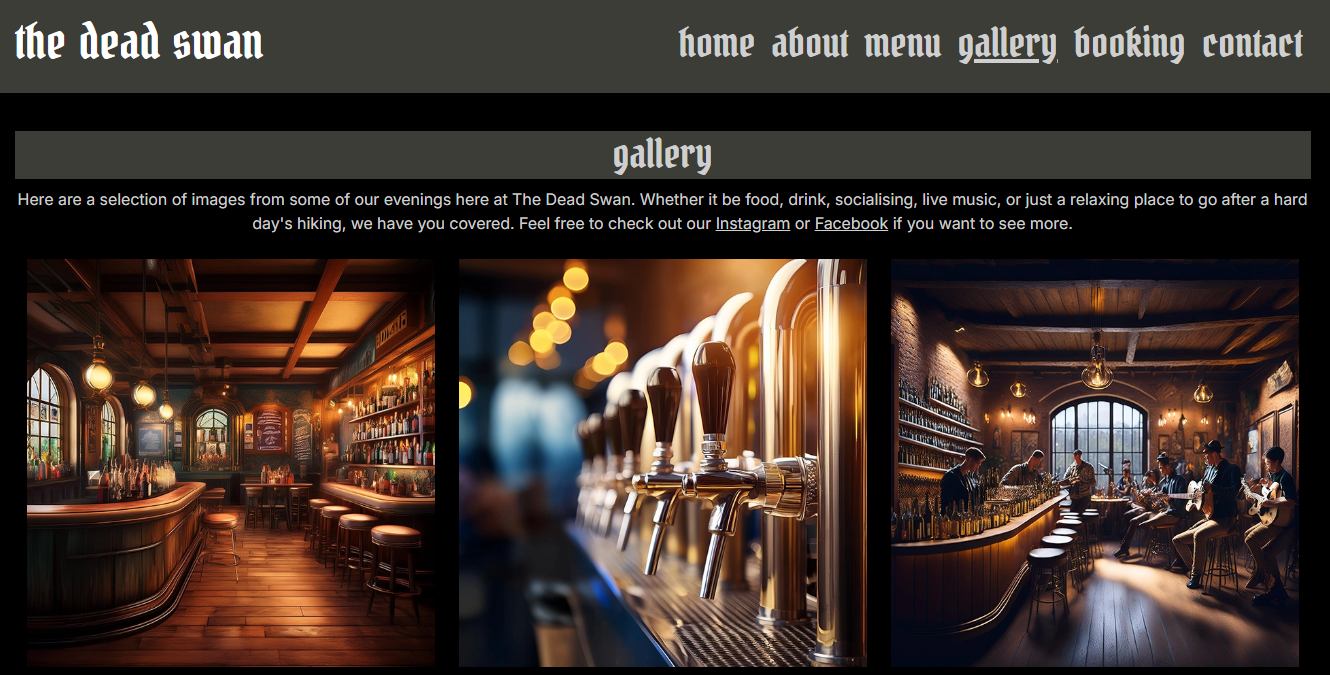 the dead swan
home about menu gallery booking contact
gallery
Here are a selection of images from some of our evenings here at The Dead Swan. Whether it be food, drink, socialising, live music, or just a relaxing place to go after a hard
day's hiking, we have you covered. Feel free to check out our Instagram or Facebook if you want to see more.